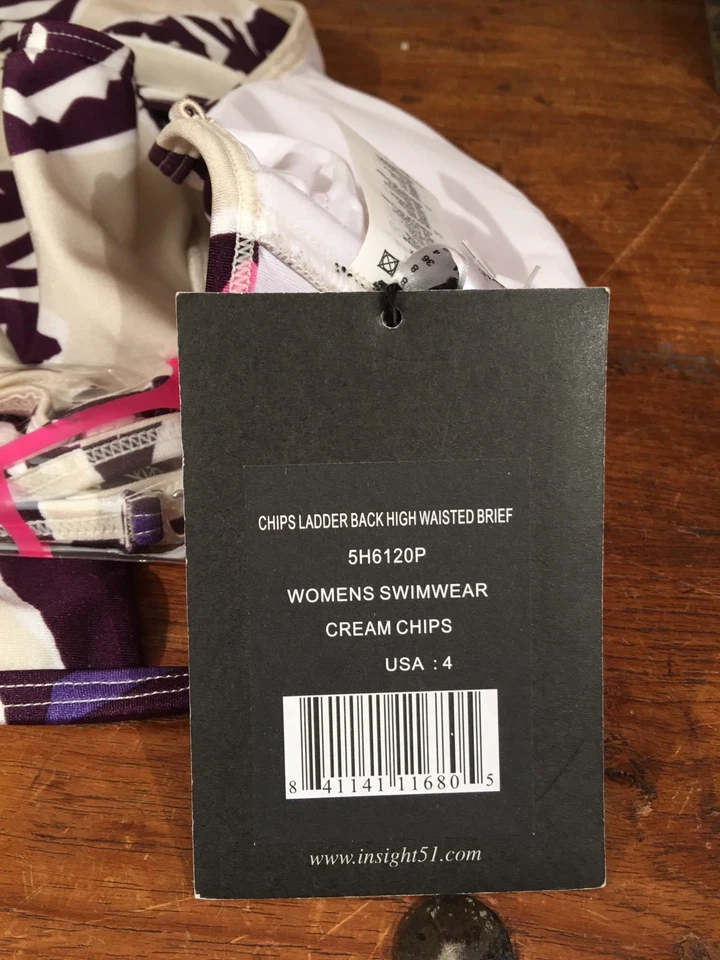 CHIPS LADDER BACK HIGH WAISTED BRIEF
5H6120P
WOMENS SWIMWEAR
CREAM CHIPS
USA : 4
8 41141 11680 5
www.insight51.com